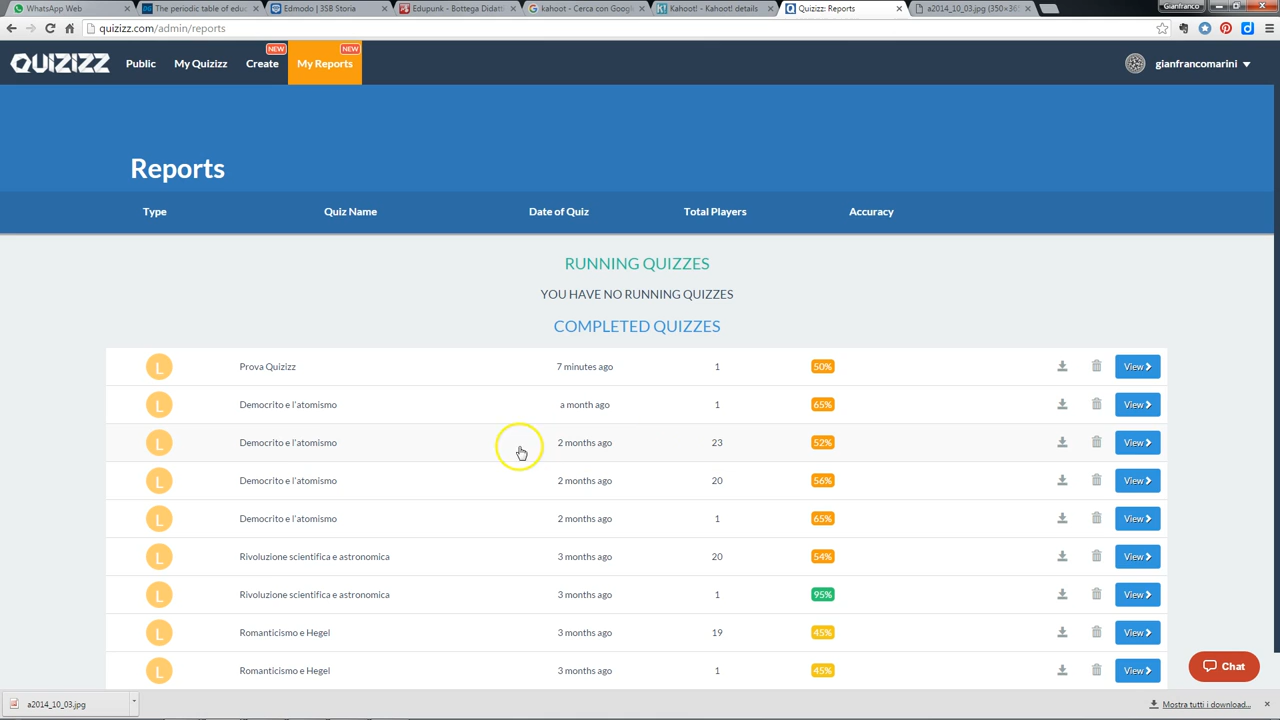 WhatsApp Web
The periodic table of educ
Edmodo | 3SB Storia
Edupunk - Bottega Didatti
kahoot - Cerca con Googl
Kahoot! - Game details
Quizizz: Reports
a2014_10_03.jpg (350×365
Gianfranco
quizizz.com/admin/reports
QUIZIZZ
Public
My Quizizz
Create
NEW
My Reports
NEW
gianfrancomarini
Reports
Type Quiz Name Date of Quiz Total Players Accuracy
RUNNING QUIZZES
YOU HAVE NO RUNNING QUIZZES
COMPLETED QUIZZES
L Prova Quizizz 7 minutes ago 1 50% View
L Democrito e l'atomismo a month ago 1 65% View
L Democrito e l'atomismo 2 months ago 23 52% View
L Democrito e l'atomismo 2 months ago 20 56% View
L Democrito e l'atomismo 2 months ago 1 65% View
L Rivoluzione scientifica e astronomica 3 months ago 20 54% View
L Rivoluzione scientifica e astronomica 3 months ago 1 95% View
L Romanticismo e Hegel 3 months ago 19 45% View
L Romanticismo e Hegel 3 months ago 1 45% View
Chat
a2014_10_03.jpg
Mostra tutti i download...